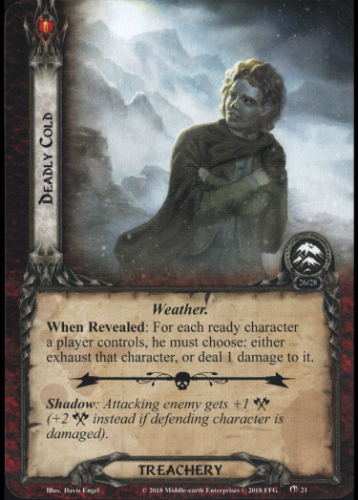 DEADLY COLD
26/28
Weather.
When Revealed: For each ready character
a player controls, he must choose: either
exhaust that character, or deal 1 damage to it.
Shadow: Attacking enemy gets +1
(+2 instead if defending character is
damaged).
Illus. Davis Engel © 2018 Middle-earth Enterprises © 2018 FFG 21
TREACHERY